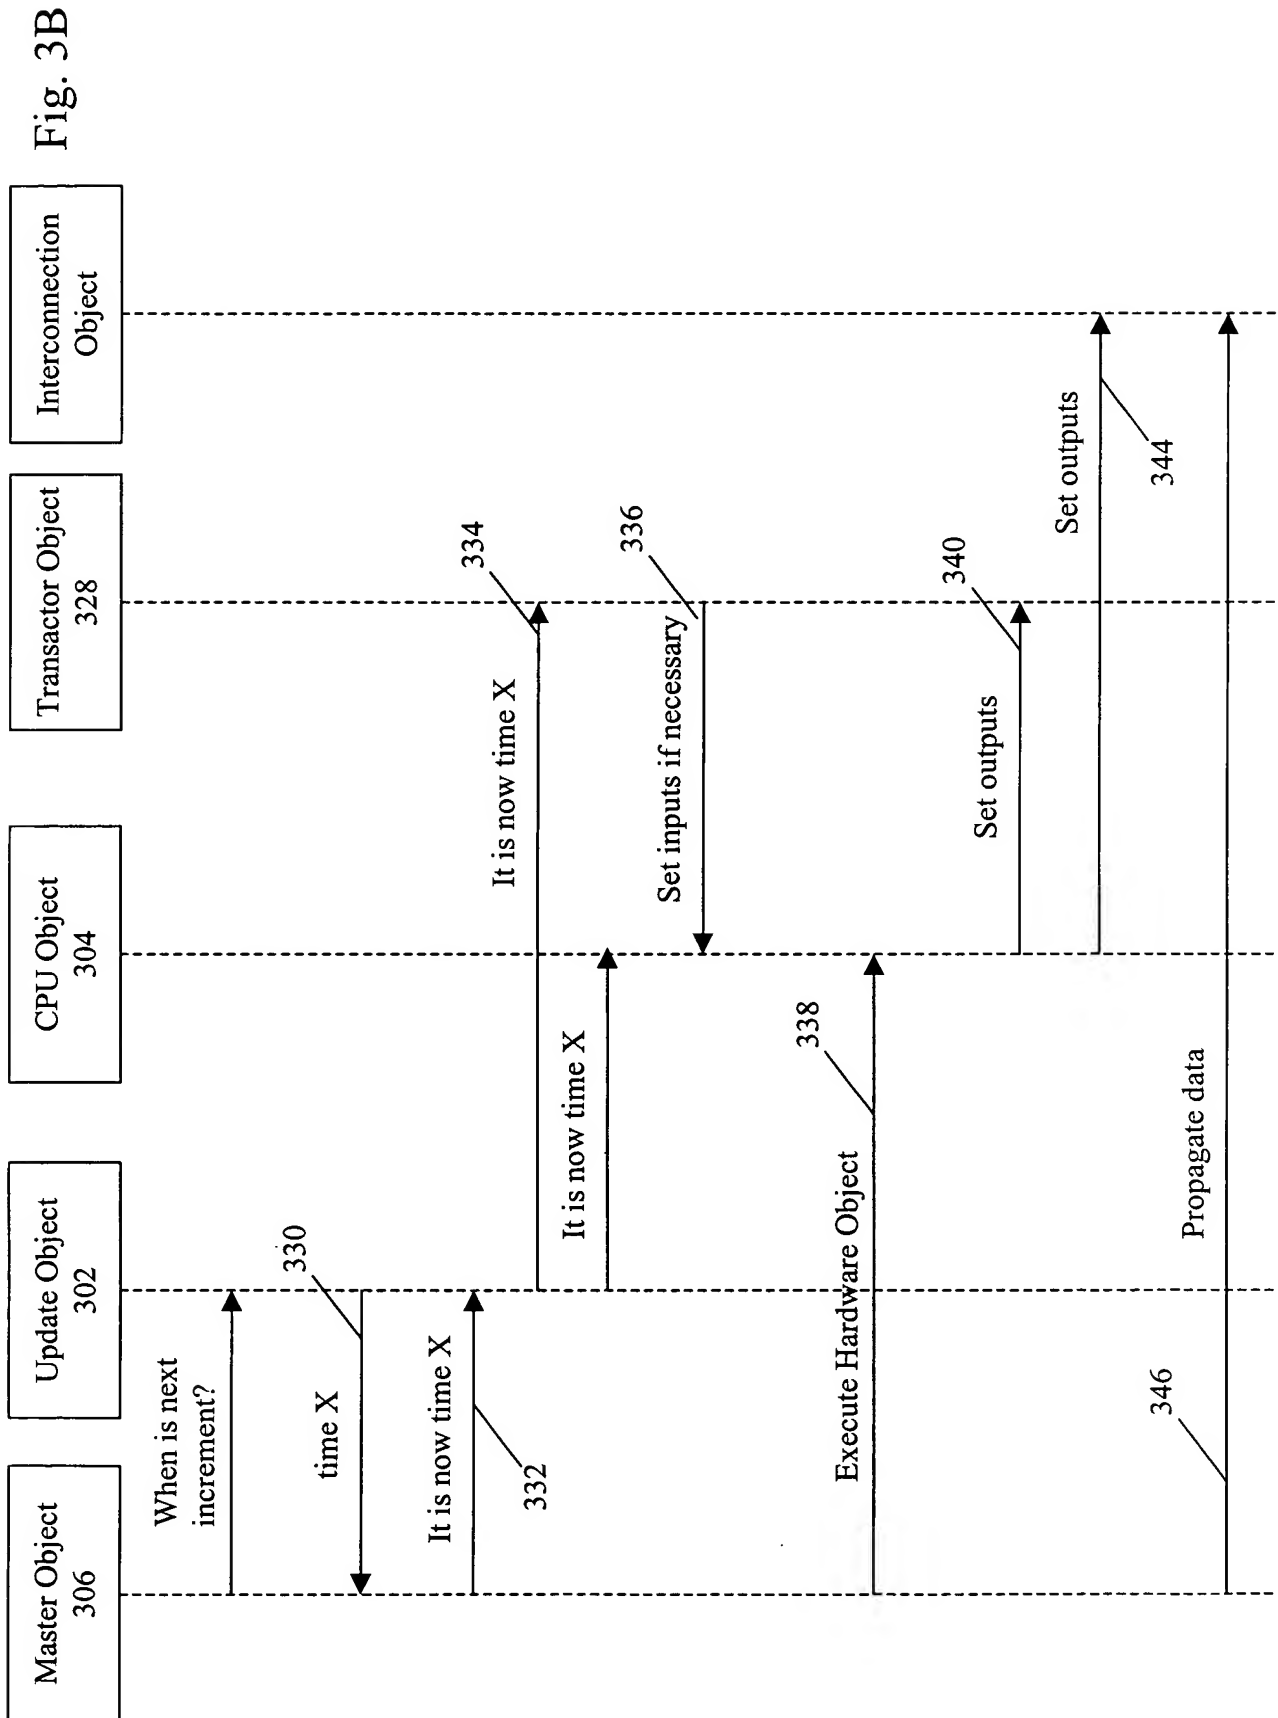 Fig. 3B
Master Object
306
Update Object
302
CPU Object
304
Transactor Object
328
Interconnection
Object
When is next
increment?
330
time X
It is now time X
332
334
It is now time X
It is now time X
336
Set inputs if necessary
338
Execute Hardware Object
340
Set outputs
Set outputs
344
Propagate data
346